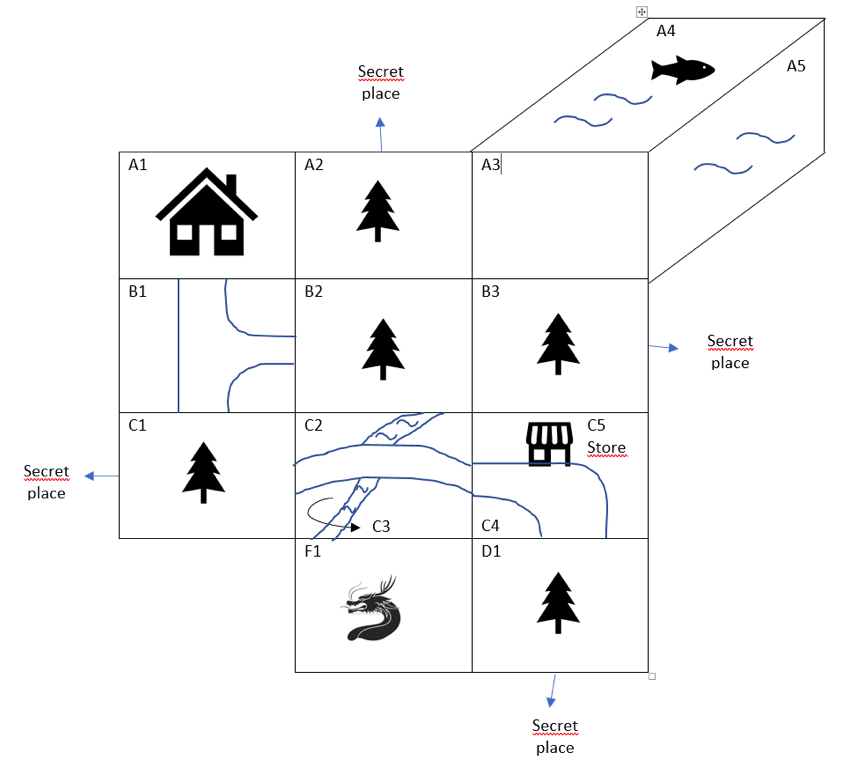 A4
A5
Secret
place
A1
A2
A3
B1
B2
B3
Secret
place
C1
C2
C5
Store
Secret
place
C3
C4
F1
D1
Secret
place